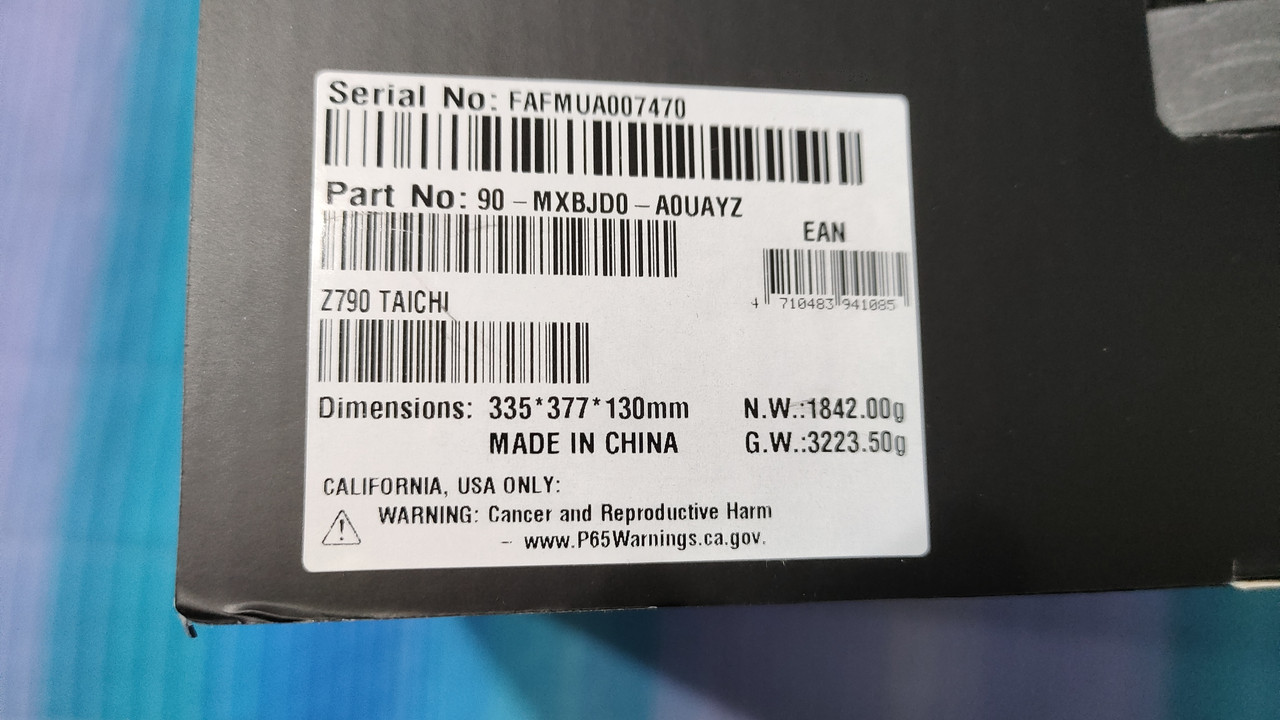 Serial No: FAFMUA007470
Part No: 90-MXBJD0-A0UAYZ
EAN
4 710483 941085
Z790 TAICHI
Dimensions: 335*377*130mm N.W.:1842.00g
MADE IN CHINA G.W.:3223.50g
CALIFORNIA, USA ONLY:
WARNING: Cancer and Reproductive Harm
- www.P65Warnings.ca.gov.